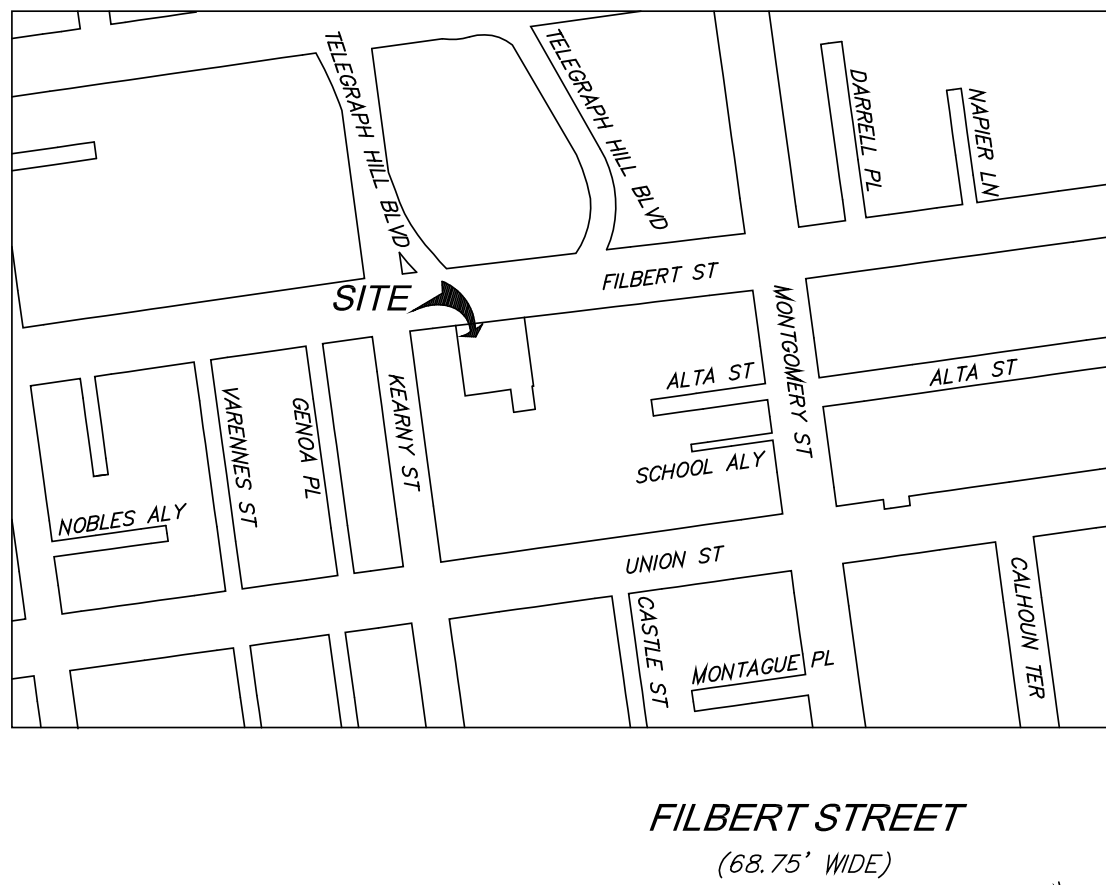 TELEGRAPH HILL BLVD
TELEGRAPH HILL BLVD
DARRELL PL
NAPIER LN
FILBERT ST
SITE
MONTGOMERY ST
ALTA ST
ALTA ST
KEARNY ST
VARENNES ST
GENOA PL
SCHOOL ALY
NOBLES ALY
UNION ST
CALHOUN TER
CASTLE ST
MONTAGUE PL
FILBERT STREET
(68.75' WIDE)